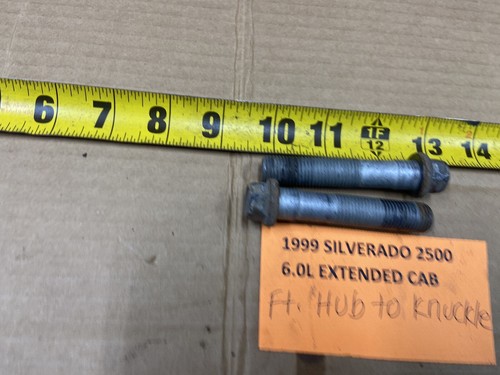 6 7 8 9 10 11 1F 12 13 14
1999 SILVERADO 2500
6.0L EXTENDED CAB
Ft. HUb to Knuckle